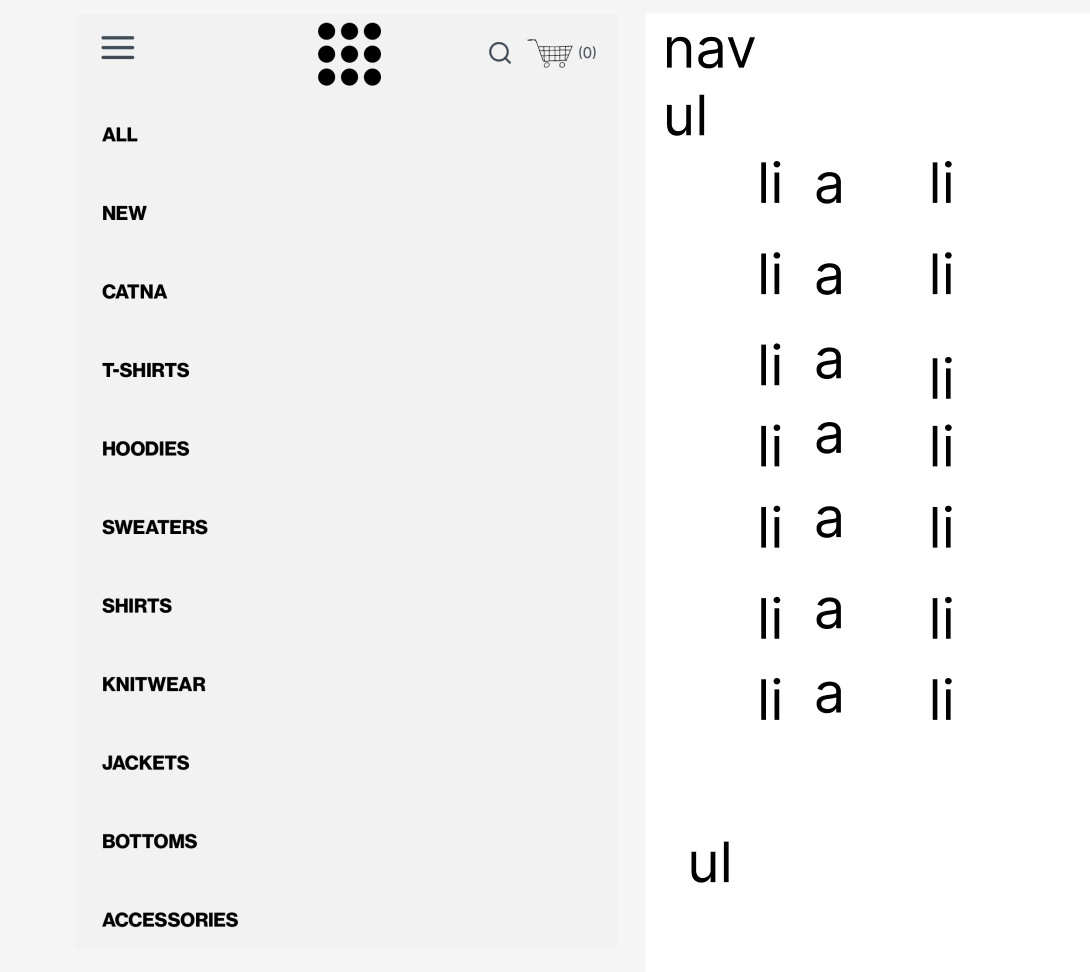 (0)
ALL
NEW
CATNA
T-SHIRTS
HOODIES
SWEATERS
SHIRTS
KNITWEAR
JACKETS
BOTTOMS
ACCESSORIES
nav
ul
li a li
li a li
li a li
li a li
li a li
li a li
li a li
ul